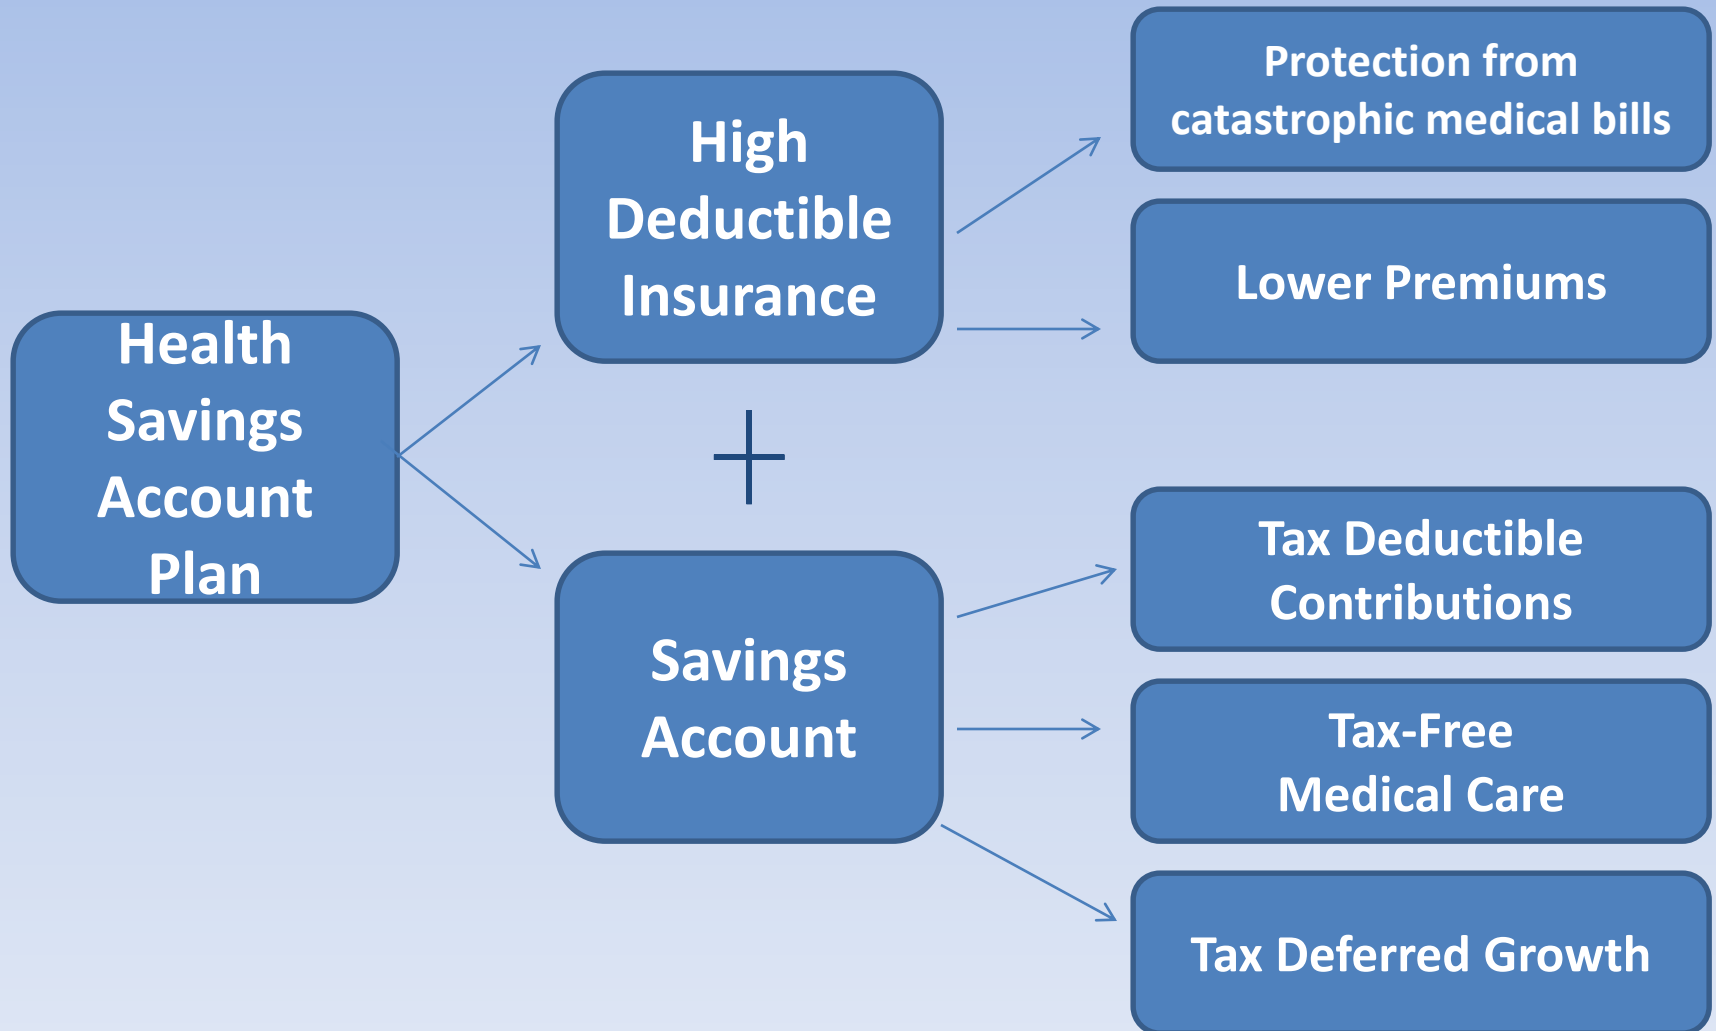 Health
Savings
Account
Plan
High
Deductible
Insurance
+
Savings
Account
Protection from
catastrophic medical bills
Lower Premiums
Tax Deductible
Contributions
Tax-Free
Medical Care
Tax Deferred Growth